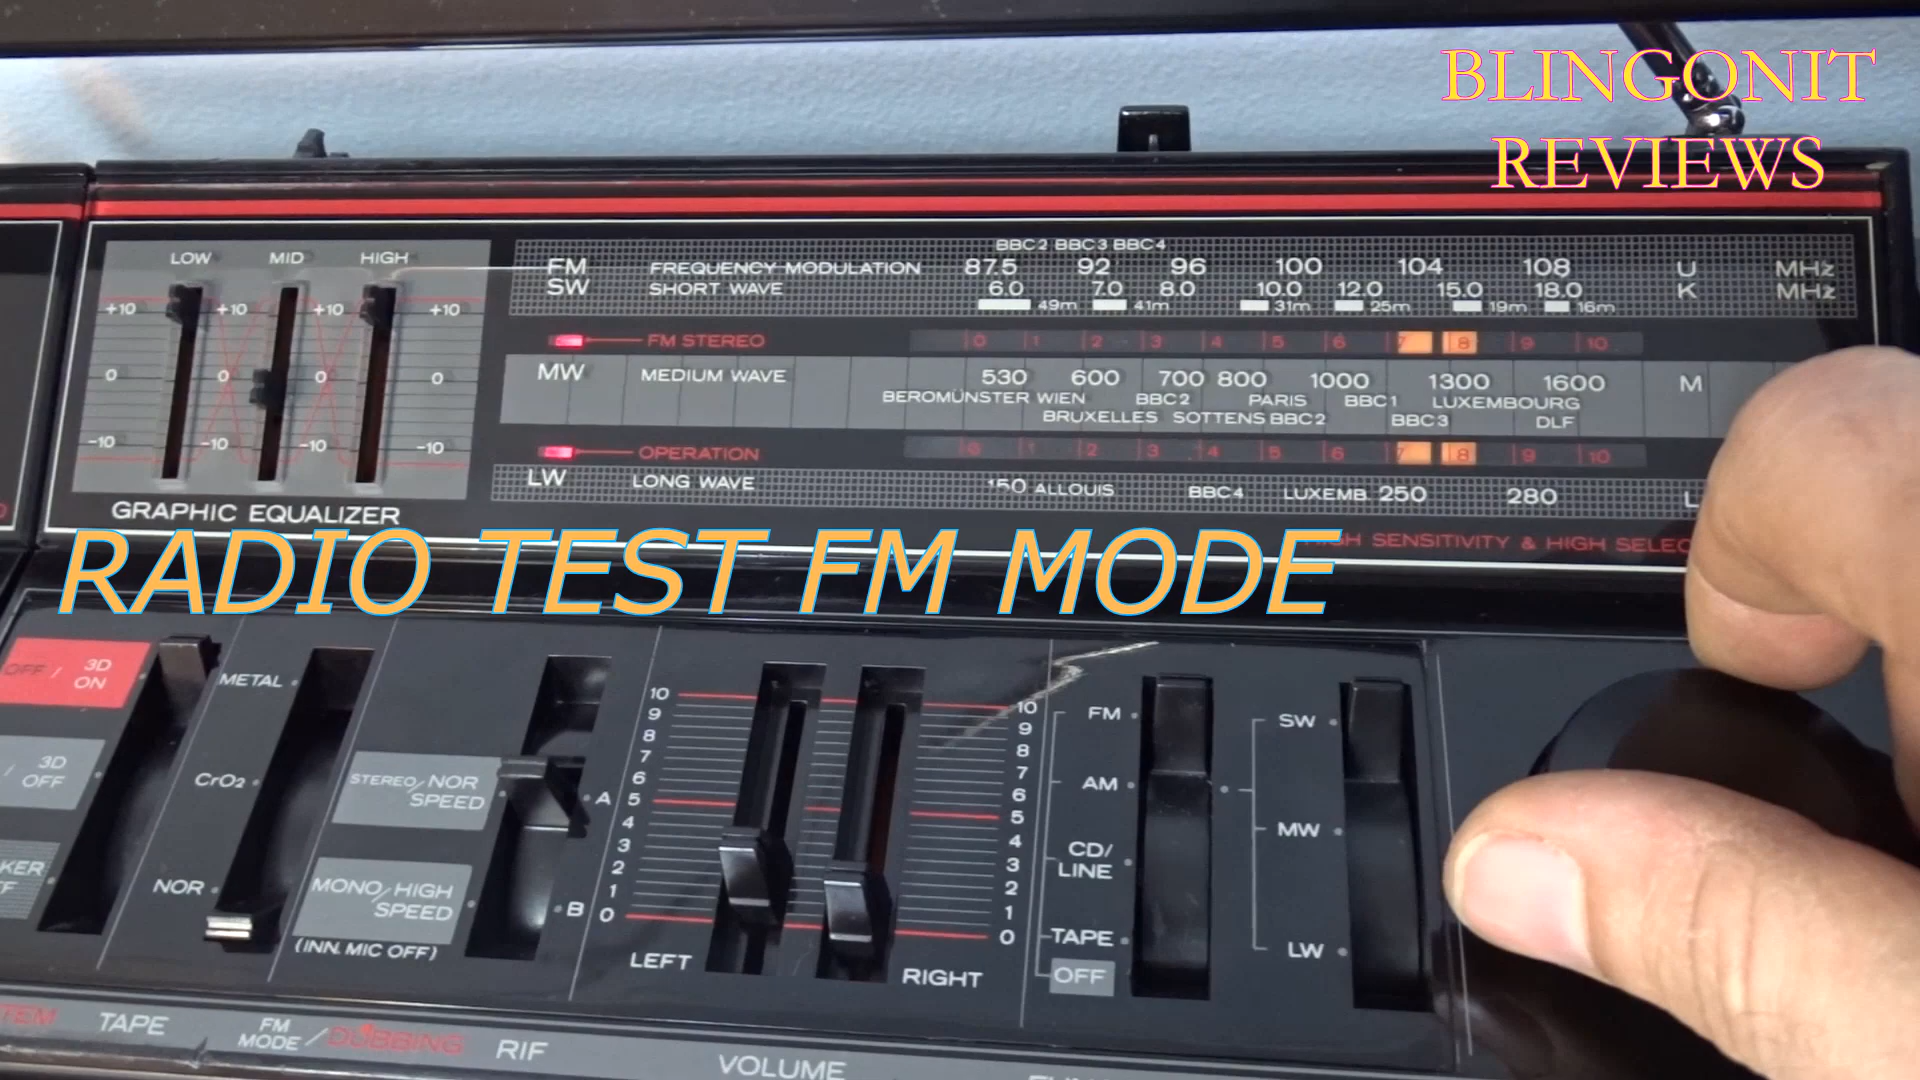 BLINGONIT
REVIEWS
LOW MID HIGH
+10 +10 +10 +10
0 0 0 0
-10 -10 -10 -10
GRAPHIC EQUALIZER
BBC2 BBC3 BBC4
FM FREQUENCY MODULATION 87.5 92 96 100 104 108 U MHz
SW SHORT WAVE 6.0 7.0 8.0 10.0 12.0 15.0 18.0 K MHz
49m 41m 31m 25m 19m 16m
FM STEREO 0 1 2 3 4 5 6 7 8 9 10
MW MEDIUM WAVE 530 600 700 800 1000 1300 1600 M
BEROMÜNSTER WIEN BBC2 PARIS BBC1 LUXEMBOURG
BRUXELLES SOTTENS BBC2 BBC3 DLF
OPERATION 0 1 2 3 4 5 6 7 8 9 10
LW LONG WAVE 150 ALLOUIS BBC4 LUXEMB. 250 280 L
HIGH SENSITIVITY & HIGH
RADIO TEST FM MODE
OFF / 3D
ON
/ 3D
OFF
METAL
CrO2
NOR
STEREO/NOR
SPEED
A
MONO/HIGH
SPEED
B
(INN. MIC OFF)
10
9
8
7
6
5
4
3
2
1
0
LEFT
10
9
8
7
6
5
4
3
2
1
0
RIGHT
FM
AM
CD/
LINE
TAPE
OFF
SW
MW
LW
TAPE
FM
MODE / DUBBING
RIF
VOLUME